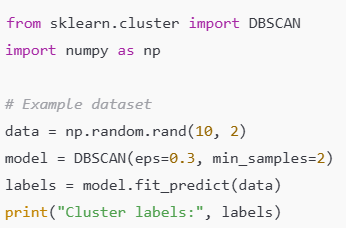 from sklearn.cluster import DBSCAN
import numpy as np
# Example dataset
data = np.random.rand(10, 2)
model = DBSCAN(eps=0.3, min_samples=2)
labels = model.fit_predict(data)
print("Cluster labels:", labels)